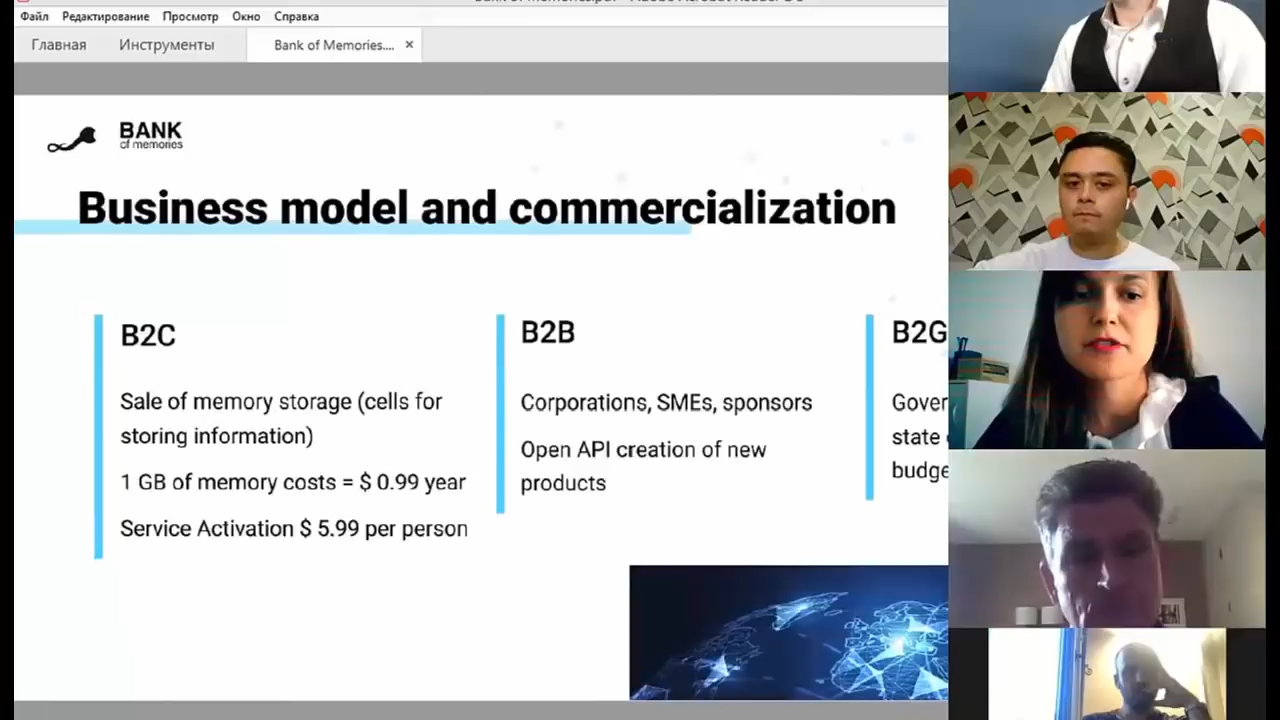 Файл Редактирование Просмотр Окно Справка
Главная Инструменты Bank of Memories.... ×
BANK
of memories
Business model and commercialization
B2C
Sale of memory storage (cells for
storing information)
1 GB of memory costs = $ 0.99 year
Service Activation $ 5.99 per person
B2B
Corporations, SMEs, sponsors
Open API creation of new
products
B2G
state